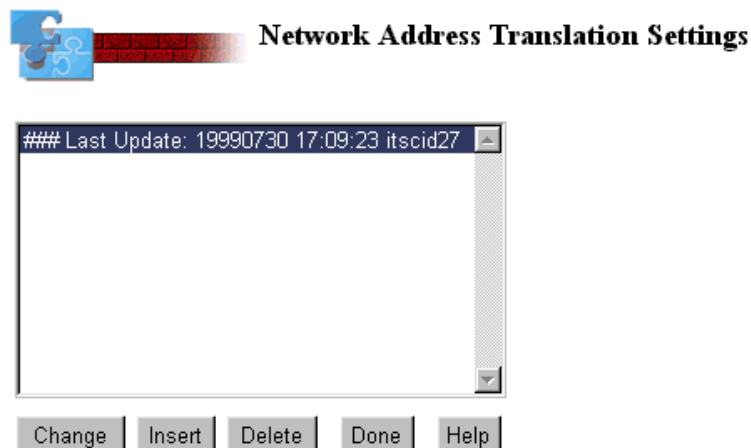 Network Address Translation Settings
### Last Update: 19990730 17:09:23 itscid27
Change Insert Delete Done Help